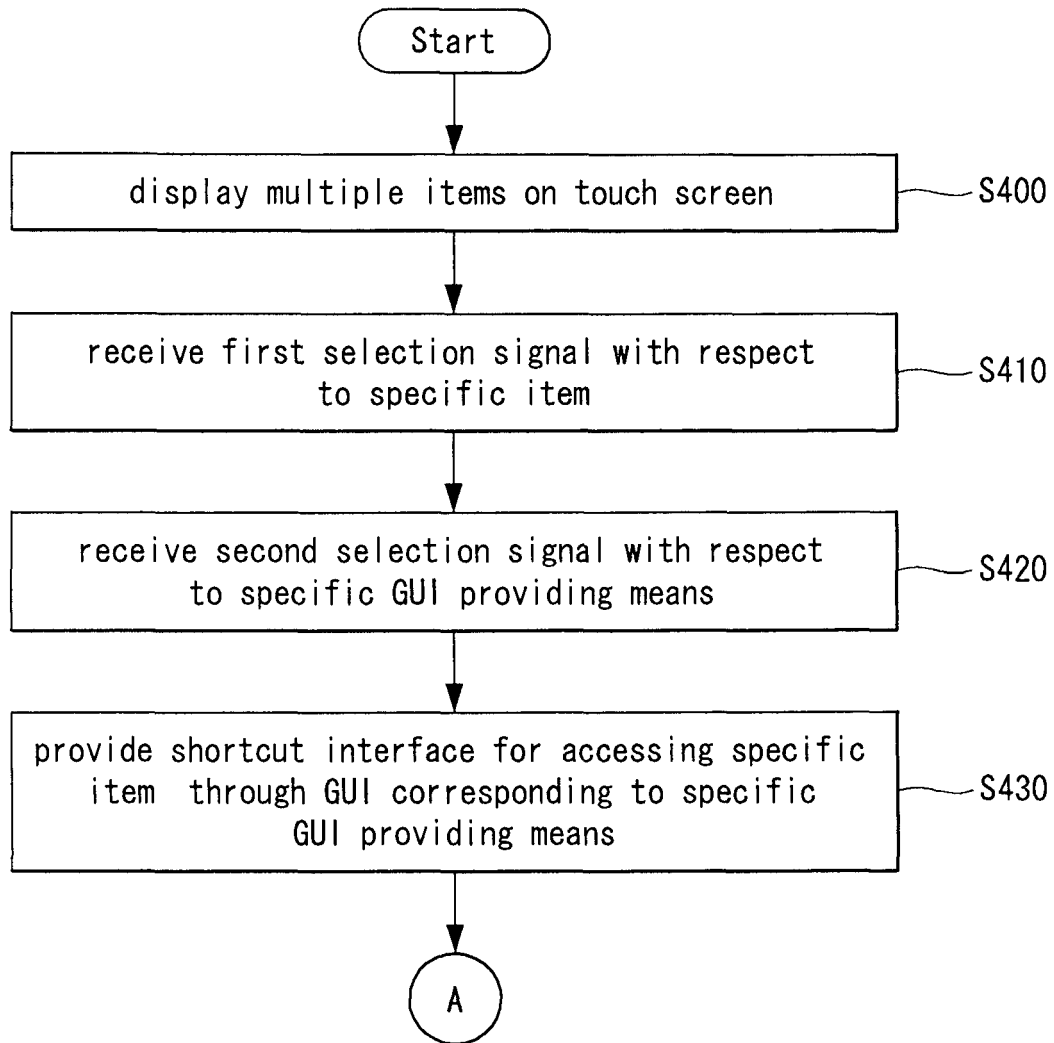 Start
display multiple items on touch screen
S400
receive first selection signal with respect
to specific item
S410
receive second selection signal with respect
to specific GUI providing means
S420
provide shortcut interface for accessing specific
item through GUI corresponding to specific
GUI providing means
S430
A